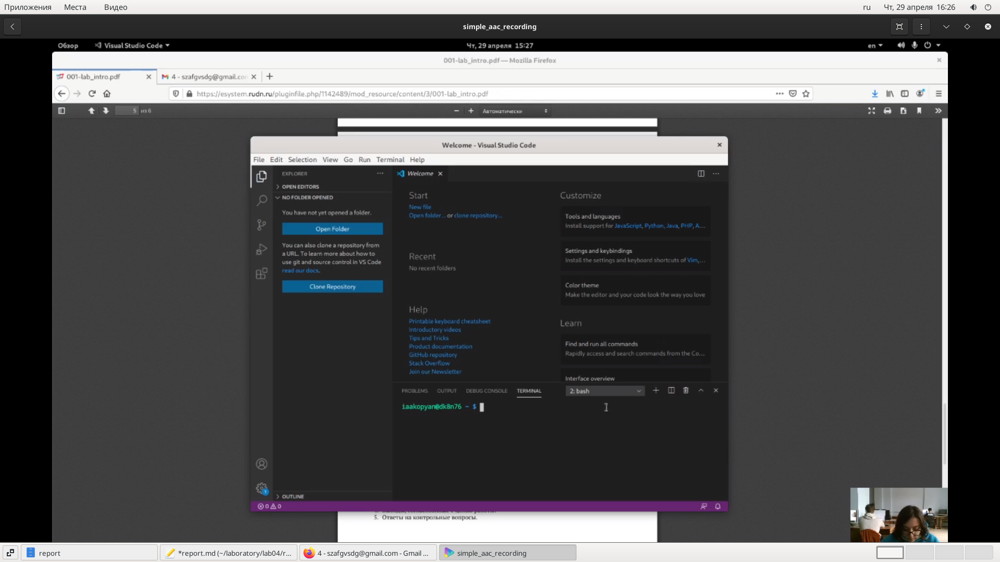 Приложения Места Видео ru Чт, 29 апреля 16:26
simple_aac_recording
Обзор Visual Studio Code Чт, 29 апреля 15:27 en
001-lab_intro.pdf — Mozilla Firefox
001-lab_intro.pdf 4 - szafgvsdg@gmail.co
https://esystem.rudn.ru/pluginfile.php/1142489/mod_resource/content/3/001-lab_intro.pdf
5 из 6 Автоматически
Welcome - Visual Studio Code
File Edit Selection View Go Run Terminal Help
EXPLORER Welcome
OPEN EDITORS
NO FOLDER OPENED
You have not yet opened a folder.
Open Folder
You can also clone a repository from
a URL. To learn more about how to
use git and source control in VS Code
read our docs.
Clone Repository
OUTLINE
Start
New file
Open folder... or clone repository...
Recent
No recent folders
Help
Printable keyboard cheatsheet
Introductory videos
Tips and Tricks
Product documentation
GitHub repository
Stack Overflow
Join our Newsletter
Customize
Tools and languages
Install support for JavaScript, Python, Java, PHP, A...
Settings and keybindings
Install the settings and keyboard shortcuts of Vim,...
Color theme
Make the editor and your code look the way you love
Learn
Find and run all commands
Rapidly access and search commands from the Co...
Interface overview
PROBLEMS OUTPUT DEBUG CONSOLE TERMINAL 2: bash
iaakopyan@dk8n76 ~ $
0 0
1
5. Ответы на контрольные вопросы.
report *report.md (~/laboratory/lab04/r... 4 - szafgvsdg@gmail.com - Gmail ... simple_aac_recording